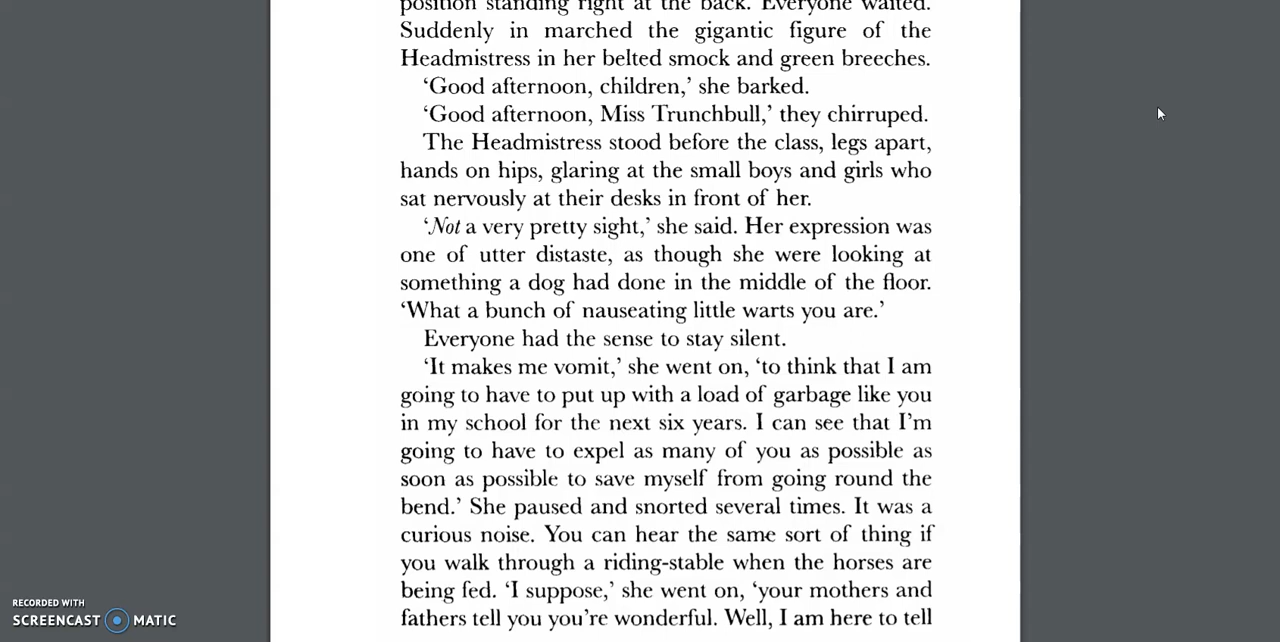 position standing right at the back. Everyone waited.
Suddenly in marched the gigantic figure of the
Headmistress in her belted smock and green breeches.
‘Good afternoon, children,’ she barked.
‘Good afternoon, Miss Trunchbull,’ they chirruped.
The Headmistress stood before the class, legs apart,
hands on hips, glaring at the small boys and girls who
sat nervously at their desks in front of her.
‘Not a very pretty sight,’ she said. Her expression was
one of utter distaste, as though she were looking at
something a dog had done in the middle of the floor.
‘What a bunch of nauseating little warts you are.’
Everyone had the sense to stay silent.
‘It makes me vomit,’ she went on, ‘to think that I am
going to have to put up with a load of garbage like you
in my school for the next six years. I can see that I’m
going to have to expel as many of you as possible as
soon as possible to save myself from going round the
bend.’ She paused and snorted several times. It was a
curious noise. You can hear the same sort of thing if
you walk through a riding-stable when the horses are
being fed. ‘I suppose,’ she went on, ‘your mothers and
fathers tell you you’re wonderful. Well, I am here to tell
RECORDED WITH
SCREENCAST MATIC